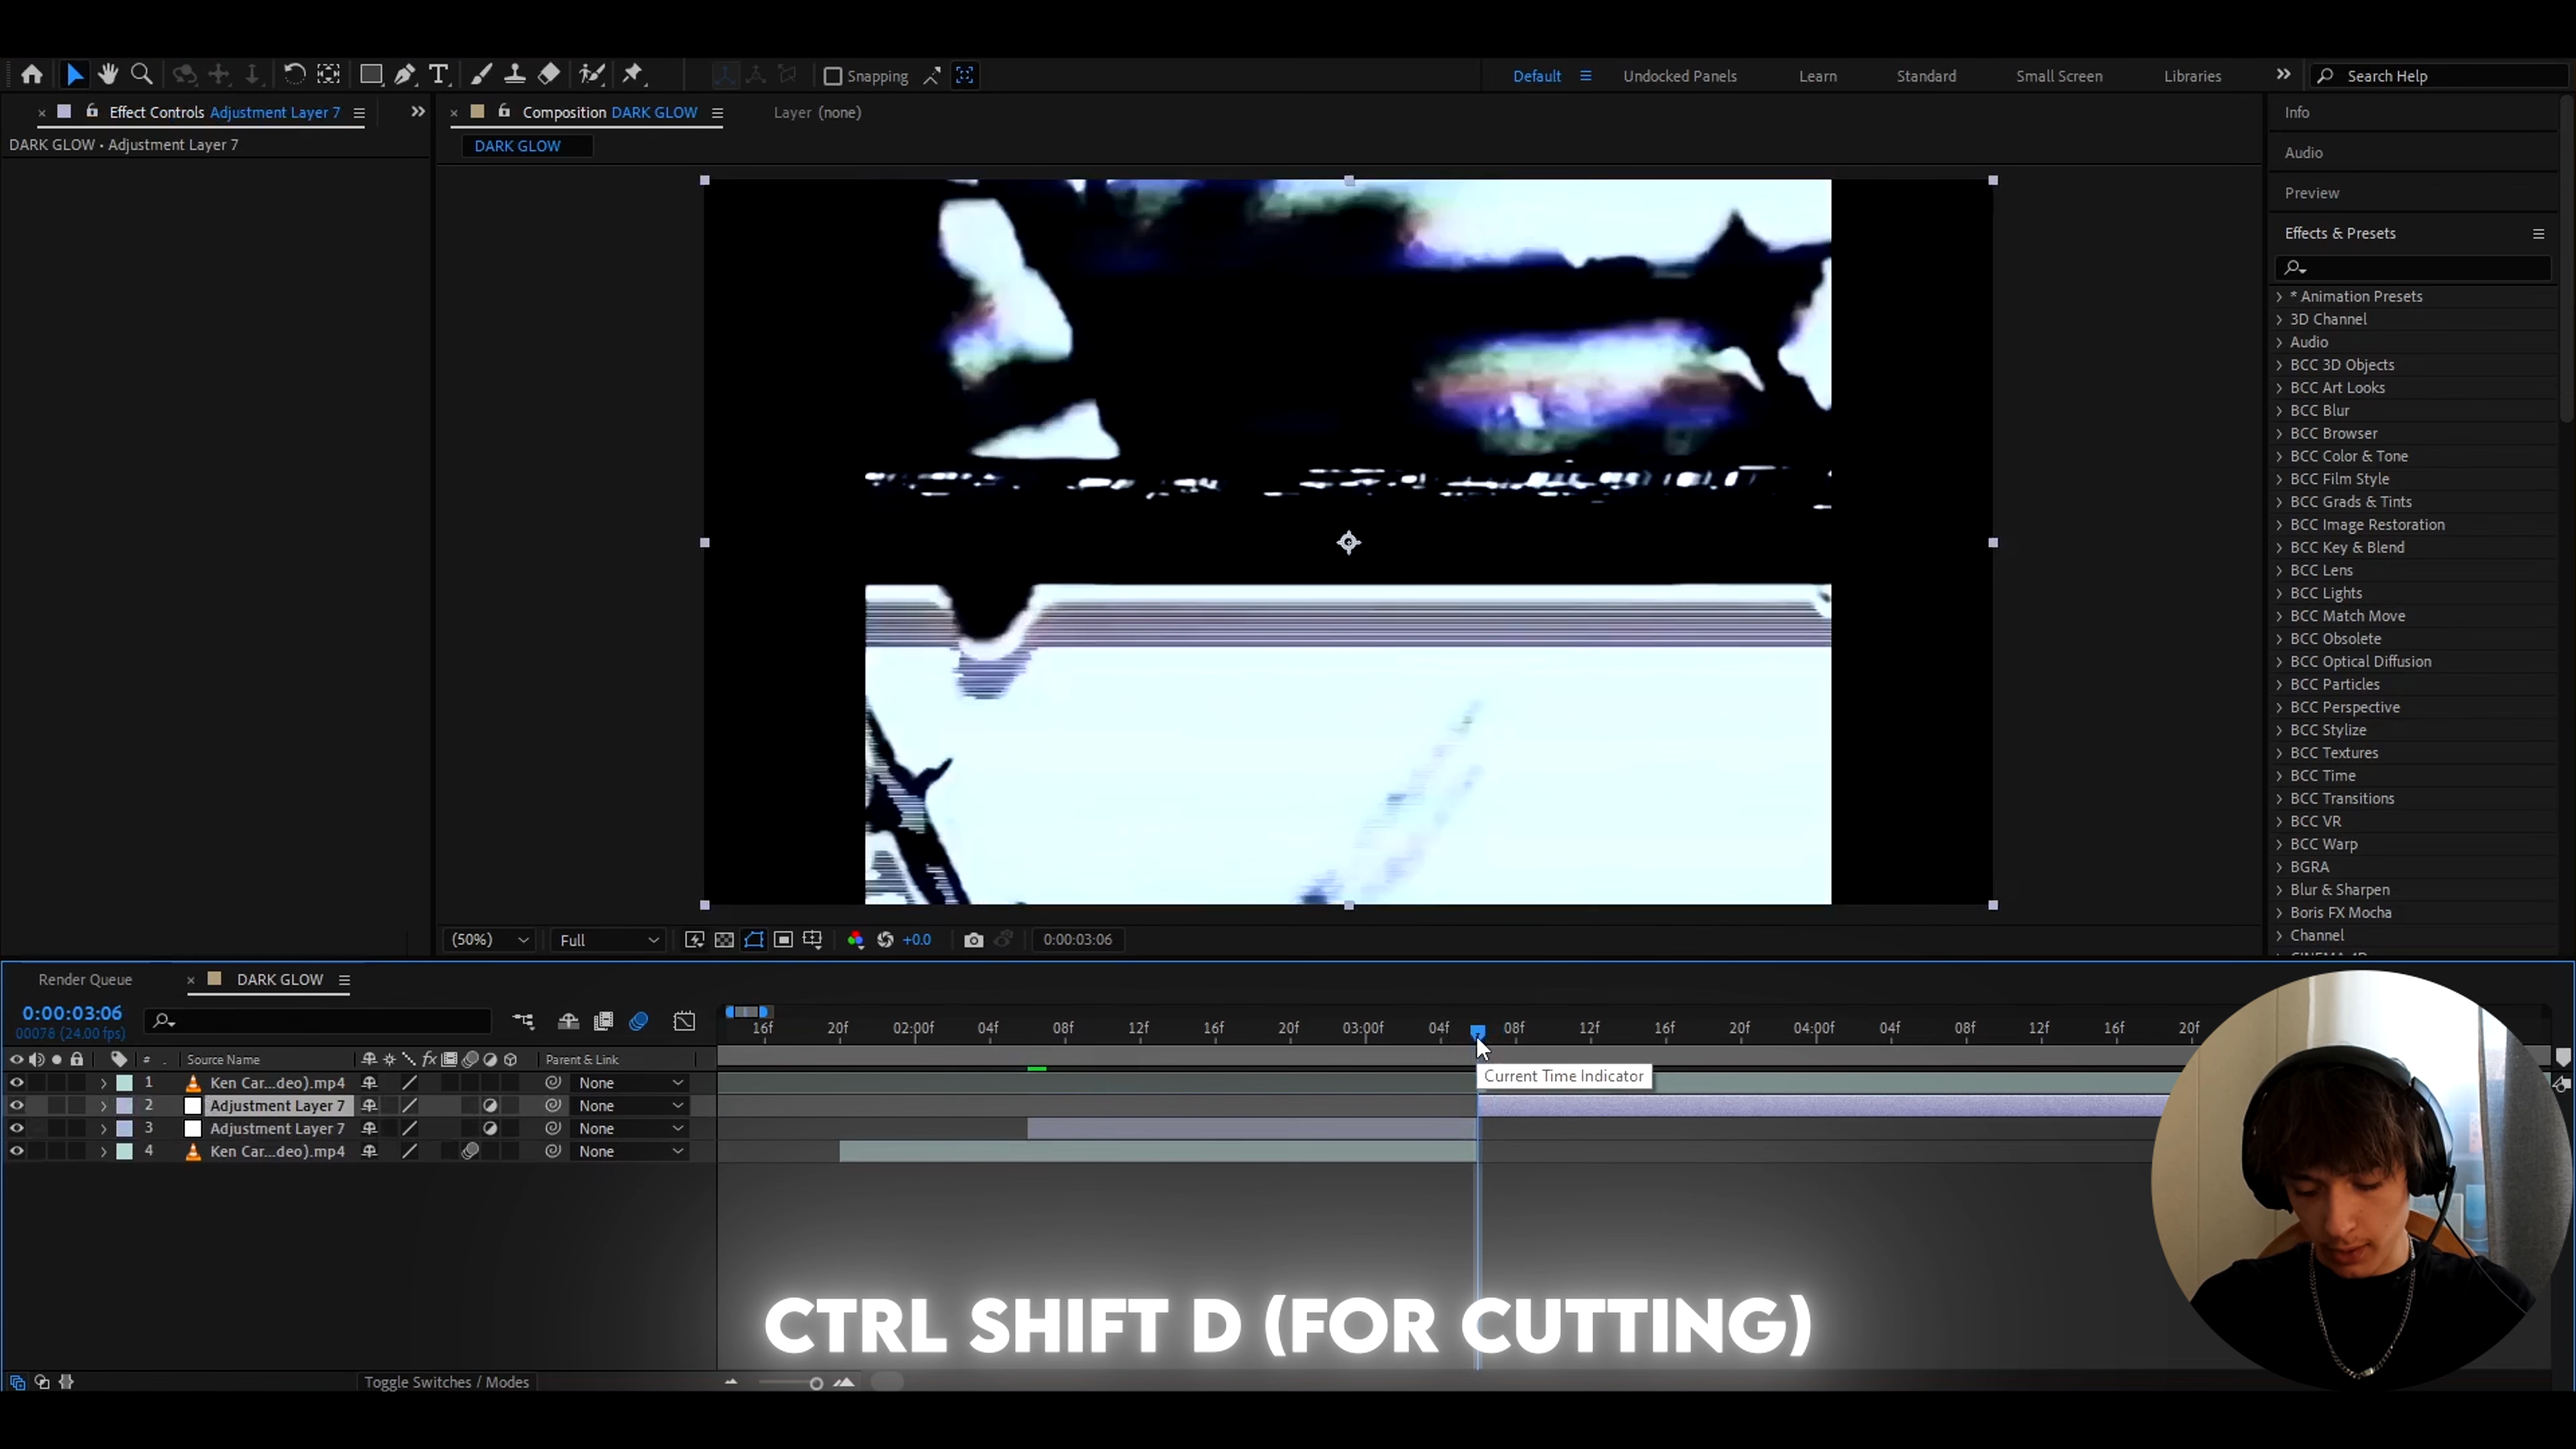 Snapping
Default
Undocked Panels
Learn
Standard
Small Screen
Libraries
Search Help
Effect Controls Adjustment Layer 7
Composition DARK GLOW
Layer (none)
DARK GLOW • Adjustment Layer 7
DARK GLOW
Info
Audio
Preview
Effects & Presets
* Animation Presets
3D Channel
Audio
BCC 3D Objects
BCC Art Looks
BCC Blur
BCC Browser
BCC Color & Tone
BCC Film Style
BCC Grads & Tints
BCC Image Restoration
BCC Key & Blend
BCC Lens
BCC Lights
BCC Match Move
BCC Obsolete
BCC Optical Diffusion
BCC Particles
BCC Perspective
BCC Stylize
BCC Textures
BCC Time
BCC Transitions
BCC VR
BCC Warp
BGRA
Blur & Sharpen
Boris FX Mocha
Channel
(50%)
Full
+0.0
0:00:03:06
Render Queue
DARK GLOW
0:00:03:06
00078 (24.00 fps)
16f 20f 02:00f 04f 08f 12f 16f 20f 03:00f 04f 08f 12f 16f 20f 04:00f 04f 08f 12f 16f 20f
# Source Name fx Parent & Link
1 Ken Car...deo).mp4 None
2 Adjustment Layer 7 None
3 Adjustment Layer 7 None
4 Ken Car...deo).mp4 None
Current Time Indicator
CTRL SHIFT D (FOR CUTTING)
Toggle Switches / Modes